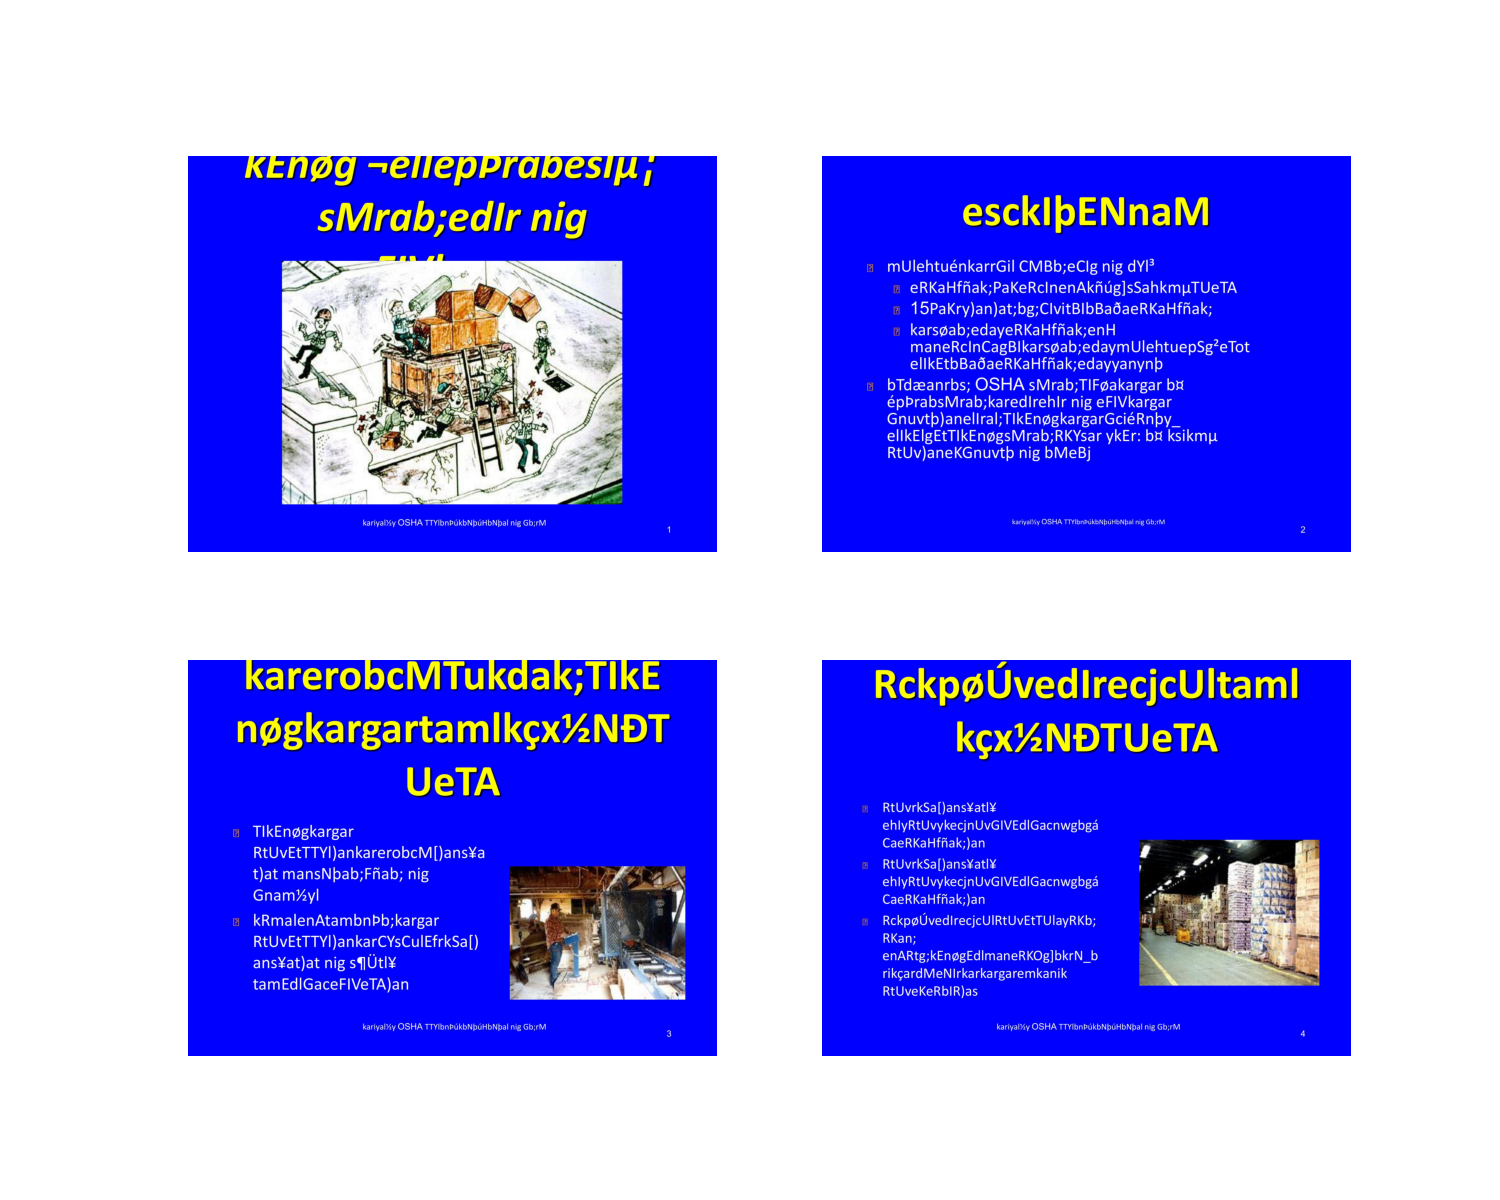 kEnøg ¬ellepÞrabesIµ¦
sMrab;edIr nig
kariyal½y OSHA TTYlbnÞúkbNþúHbNþal nig Gb;rM
1
esckIþENnaM
mUlehtuénkarrGil CMBb;eCIg nig dYl³
eRKaHfñak;PaKeRcInenAkñúg]sSahkmµTUeTA
15PaKry)an)at;bg;CIvitBIbBaðaeRKaHfñak;
karsøab;edayeRKaHfñak;enH
maneRcInCagBIkarsøab;edaymUlehtuepSg²eTot
elIkEtbBaðaeRKaHfñak;edayyanynþ
bTdæanrbs; OSHA sMrab;TIFøakargar b¤
épÞrabsMrab;karedIrehIr nig eFIVkargar
Gnuvtþ)anelIral;TIkEnøgkargarGciéRnþy_
elIkElgEtTIkEnøgsMrab;RKYsar ykEr: b¤ ksikmµ
RtUv)aneKGnuvtþ nig bMeBj
kariyal½y OSHA TTYlbnÞúkbNþúHbNþal nig Gb;rM
2
karerobcMTukdak;TIkE
nøgkargartamlkçx½NÐT
UeTA
TIkEnøgkargar
RtUvEtTTYl)ankarerobcM[)ans¥a
t)at mansNþab;Fñab; nig
Gnam½yl
kRmalenAtambnÞb;kargar
RtUvEtTTYl)ankarCYsCulEfrkSa[)
ans¥at)at nig s¶Ütl¥
tamEdlGaceFIVeTA)an
kariyal½y OSHA TTYlbnÞúkbNþúHbNþal nig Gb;rM
3
RckpøÚvedIrecjcUltaml
kçx½NÐTUeTA
RtUvrkSa[)ans¥atl¥
ehIyRtUvykecjnUvGIVEdlGacnwgbgá
CaeRKaHfñak;)an
RtUvrkSa[)ans¥atl¥
ehIyRtUvykecjnUvGIVEdlGacnwgbgá
CaeRKaHfñak;)an
RckpøÚvedIrecjcUlRtUvEtTUlayRKb;
RKan;
enARtg;kEnøgEdlmaneRKOg]bkrN_b
rikçardMeNIrkarkargaremkanik
RtUveKeRbIR)as
kariyal½y OSHA TTYlbnÞúkbNþúHbNþal nig Gb;rM
4